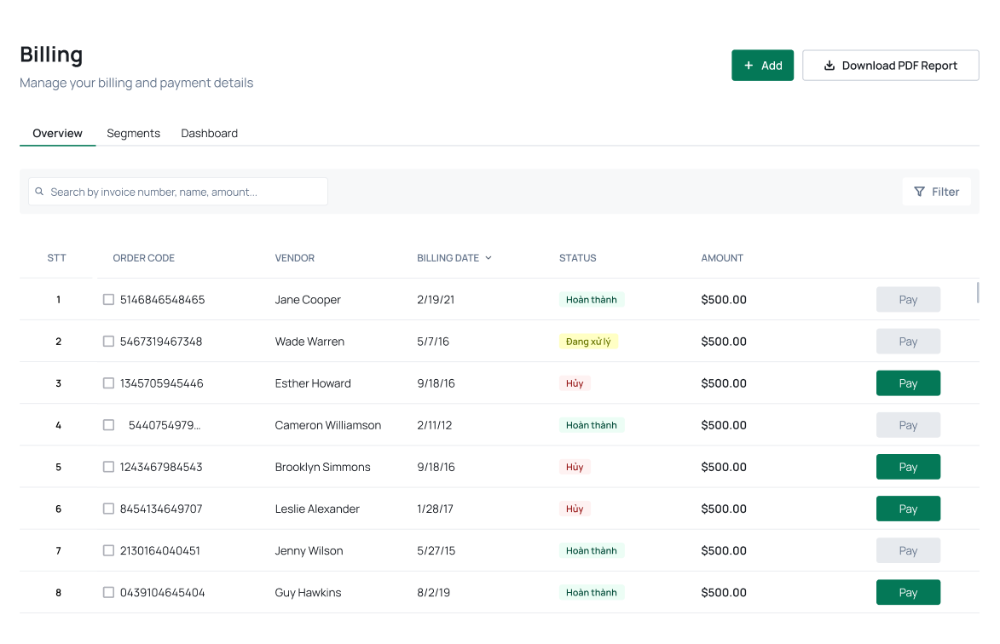 Billing
Manage your billing and payment details
+ Add
Download PDF Report
Overview Segments Dashboard
Search by invoice number, name, amount...
Filter
STT ORDER CODE VENDOR BILLING DATE STATUS AMOUNT
1 5146846548465 Jane Cooper 2/19/21 Hoàn thành $500.00 Pay
2 5467319467348 Wade Warren 5/7/16 Đang xử lý $500.00 Pay
3 1345705945446 Esther Howard 9/18/16 Hủy $500.00 Pay
4 5440754979... Cameron Williamson 2/11/12 Hoàn thành $500.00 Pay
5 1243467984543 Brooklyn Simmons 9/18/16 Hủy $500.00 Pay
6 8454134649707 Leslie Alexander 1/28/17 Hủy $500.00 Pay
7 2130164040451 Jenny Wilson 5/27/15 Hoàn thành $500.00 Pay
8 0439104645404 Guy Hawkins 8/2/19 Hoàn thành $500.00 Pay